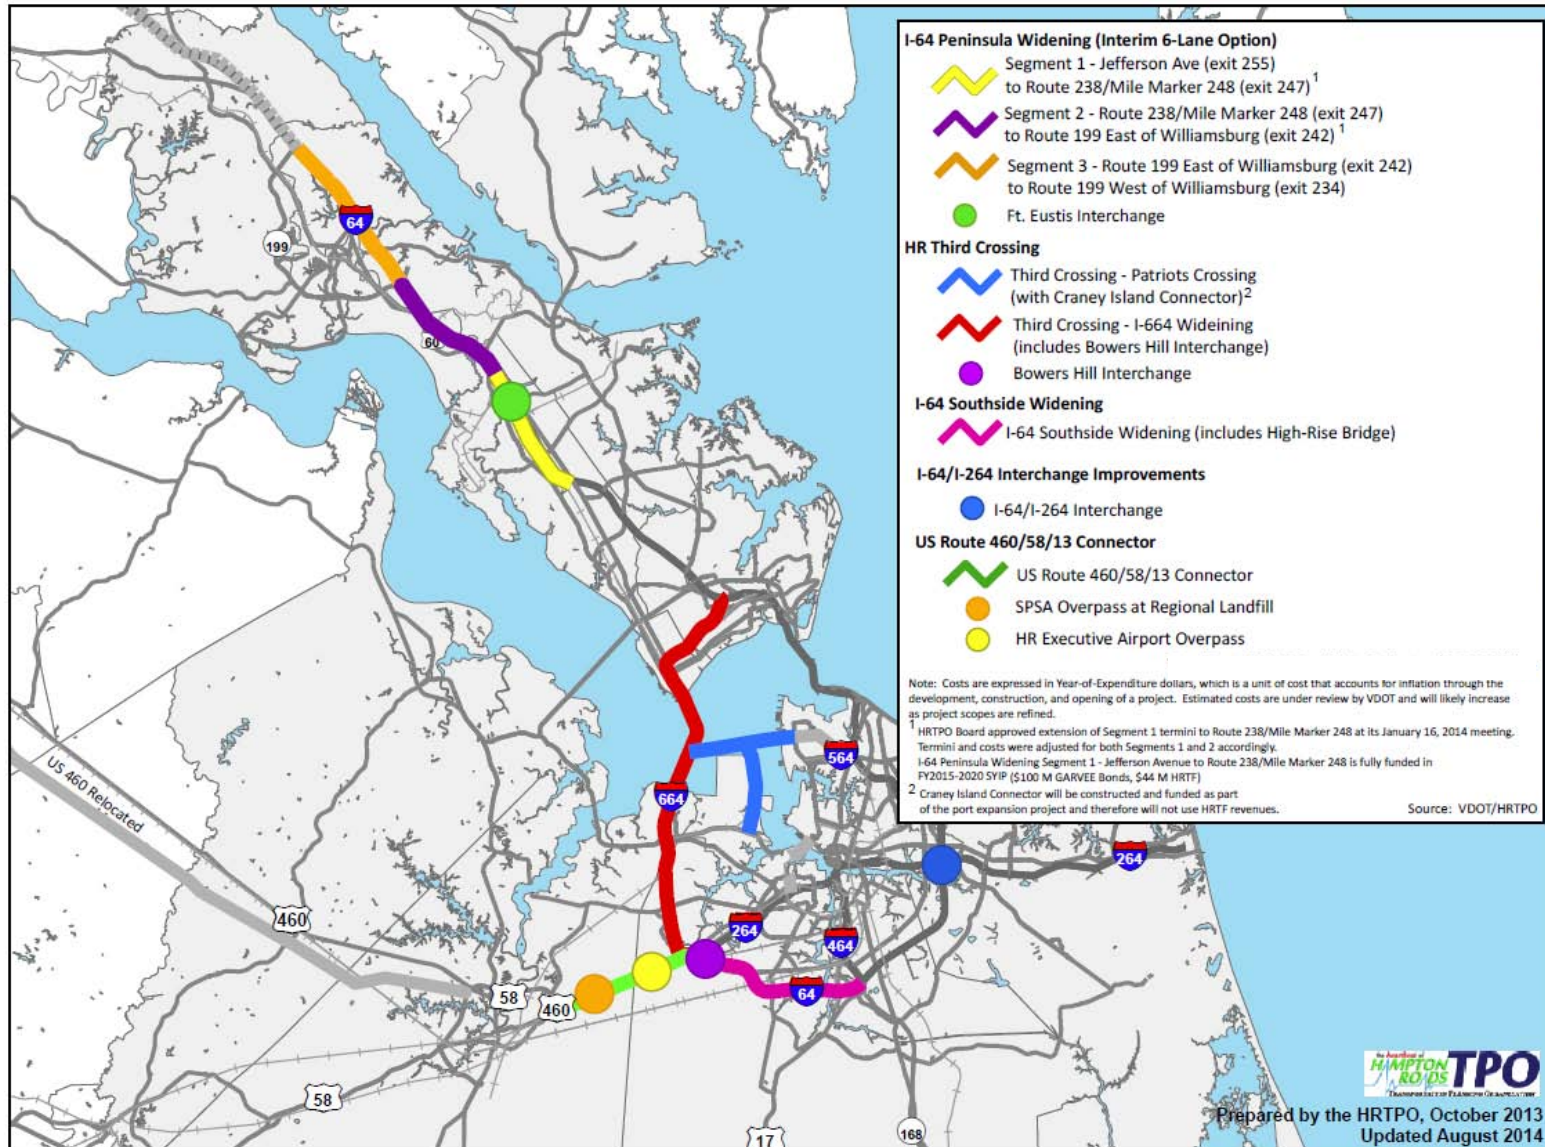 I-64 Peninsula Widening (Interim 6-Lane Option)
Segment 1 - Jefferson Ave (exit 255)
to Route 238/Mile Marker 248 (exit 247) 1
Segment 2 - Route 238/Mile Marker 248 (exit 247)
to Route 199 East of Williamsburg (exit 242) 1
Segment 3 - Route 199 East of Williamsburg (exit 242)
to Route 199 West of Williamsburg (exit 234)
Ft. Eustis Interchange
HR Third Crossing
Third Crossing - Patriots Crossing
(with Craney Island Connector) 2
Third Crossing - I-664 Wideining
(includes Bowers Hill Interchange)
Bowers Hill Interchange
I-64 Southside Widening
I-64 Southside Widening (includes High-Rise Bridge)
I-64/I-264 Interchange Improvements
I-64/I-264 Interchange
US Route 460/58/13 Connector
US Route 460/58/13 Connector
SPSA Overpass at Regional Landfill
HR Executive Airport Overpass
Note: Costs are expressed in Year-of-Expenditure dollars, which is a unit of cost that accounts for inflation through the
development, construction, and opening of a project. Estimated costs are under review by VDOT and will likely increase
as project scopes are refined.
1 HRTPO Board approved extension of Segment 1 termini to Route 238/Mile Marker 248 at its January 16, 2014 meeting.
Termini and costs were adjusted for both Segments 1 and 2 accordingly.
I-64 Peninsula Widening Segment 1 - Jefferson Avenue to Route 238/Mile Marker 248 is fully funded in
FY2015-2020 SYIP ($100 M GARVEE Bonds, $44 M HRTF)
2 Craney Island Connector will be constructed and funded as part
of the port expansion project and therefore will not use HRTF revenues.
Source: VDOT/HRTPO
64
199
60
564
664
US 460 Relocated
264
460
264
464
64
58
460
58
17
168
the Heartbeat of
HAMPTON
ROADS
TPO
TRANSPORTATION PLANNING ORGANIZATION
Prepared by the HRTPO, October 2013
Updated August 2014